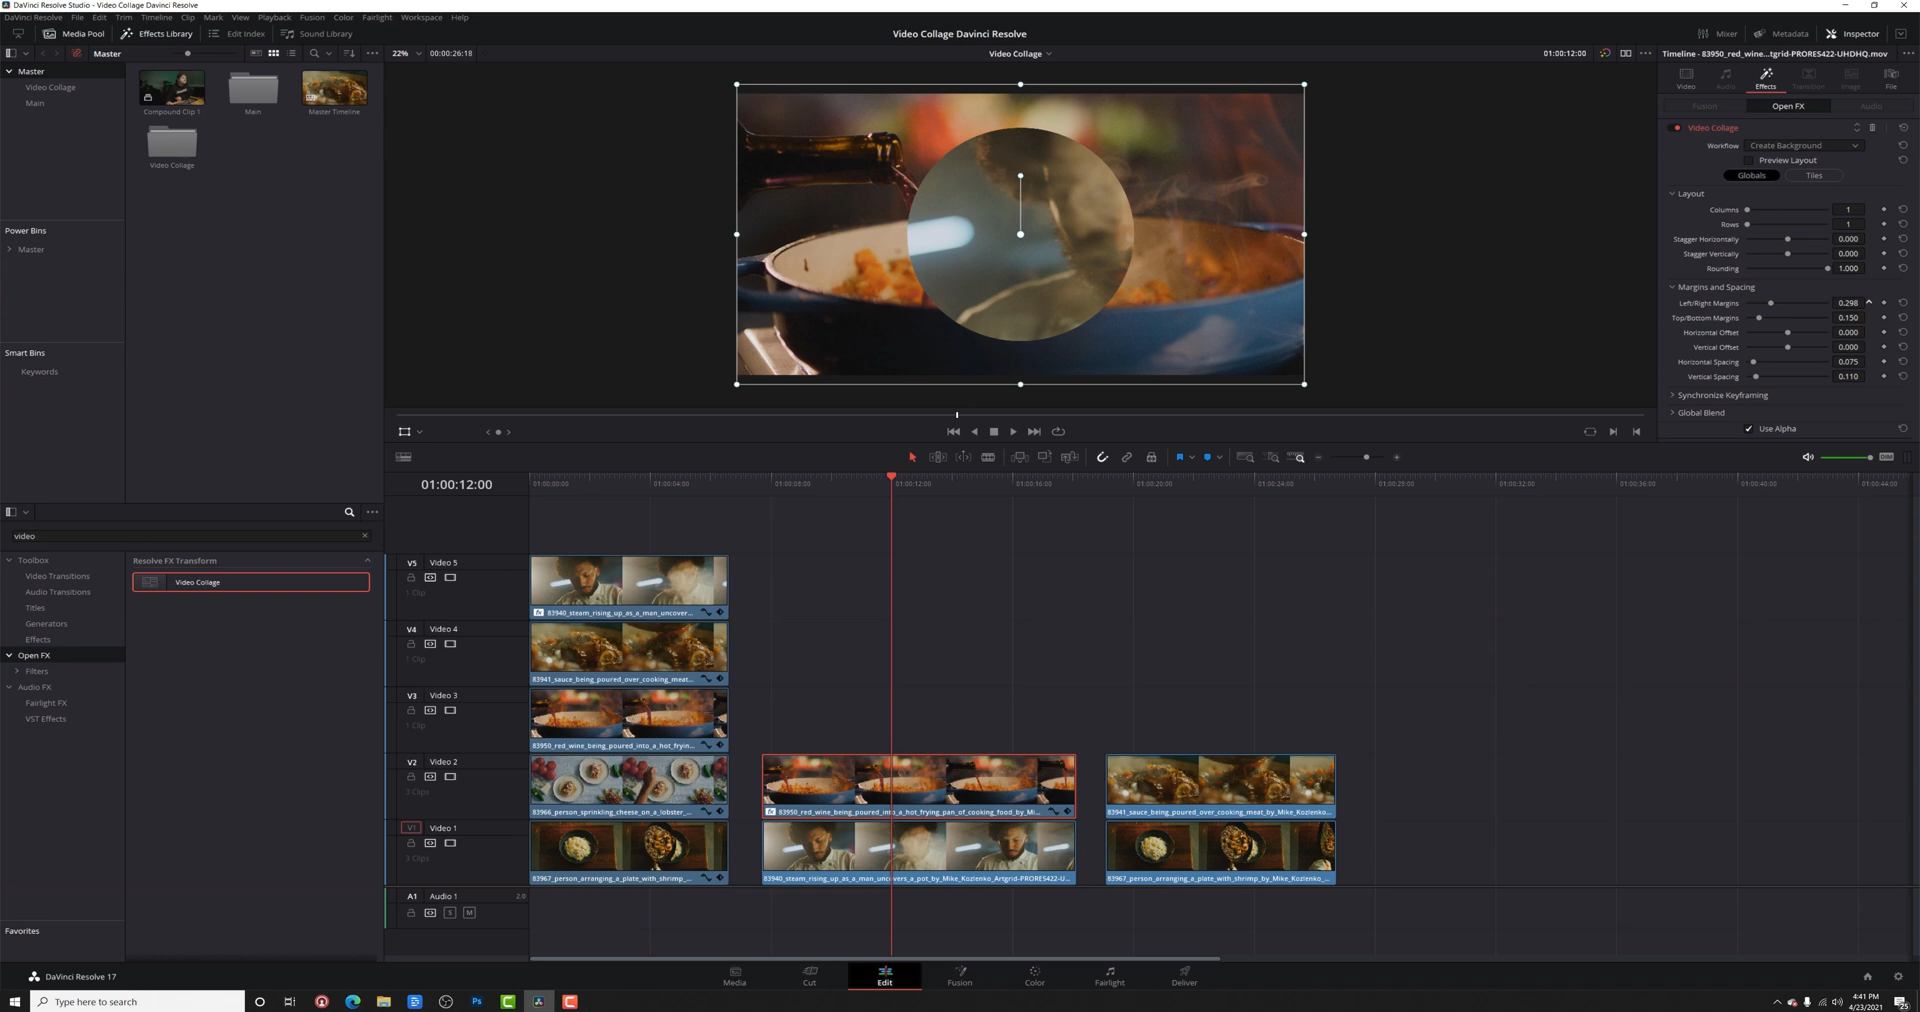 DaVinci Resolve Studio - Video Collage Davinci Resolve
DaVinci Resolve File Edit Trim Timeline Clip Mark View Playback Fusion Color Fairlight Workspace Help
Media Pool Effects Library Edit Index Sound Library
Video Collage Davinci Resolve
Mixer Metadata Inspector
Master
22% 00:00:26:18
Video Collage
01:00:12:00
Timeline - 83950_red_wine...tgrid-PRORES422-UHDHQ.mov
Master
Video Collage
Main
Compound Clip 1
Main
Master Timeline
Video Collage
Power Bins
Master
Smart Bins
Keywords
Video Audio Effects Transition Image File
Fusion Open FX Audio
Video Collage
Workflow Create Background
Preview Layout
Globals Tiles
Layout
Columns 1
Rows 1
Stagger Horizontally 0.000
Stagger Vertically 0.000
Rounding 1.000
Margins and Spacing
Left/Right Margins 0.298
Top/Bottom Margins 0.150
Horizontal Offset 0.000
Vertical Offset 0.000
Horizontal Spacing 0.075
Vertical Spacing 0.110
Synchronize Keyframing
Global Blend
Use Alpha
DIM
video
Toolbox
Video Transitions
Audio Transitions
Titles
Generators
Effects
Open FX
Filters
Audio FX
Fairlight FX
VST Effects
Favorites
Resolve FX Transform
Video Collage
01:00:12:00
01:00:00:00 01:00:04:00 01:00:08:00 01:00:12:00 01:00:16:00 01:00:20:00 01:00:24:00 01:00:28:00 01:00:32:00 01:00:36:00 01:00:40:00 01:00:44:00
V5 Video 5
1 Clip
83940_steam_rising_up_as_a_man_uncover...
V4 Video 4
1 Clip
83941_sauce_being_poured_over_cooking_meat...
V3 Video 3
1 Clip
83950_red_wine_being_poured_into_a_hot_fryin...
V2 Video 2
3 Clips
83966_person_sprinkling_cheese_on_a_lobster_...
83950_red_wine_being_poured_into_a_hot_frying_pan_of_cooking_food_by_Mi...
83941_sauce_being_poured_over_cooking_meat_by_Mike_Kozlenko...
V1 Video 1
3 Clips
83967_person_arranging_a_plate_with_shrimp_...
83940_steam_rising_up_as_a_man_uncovers_a_pot_by_Mike_Kozlenko_Artgrid-PRORES422-U...
83967_person_arranging_a_plate_with_shrimp_by_Mike_Kozlenko_...
A1 Audio 1 2.0
S M
DaVinci Resolve 17
Media Cut Edit Fusion Color Fairlight Deliver
Type here to search
Ps
4:41 PM
4/23/2021
25